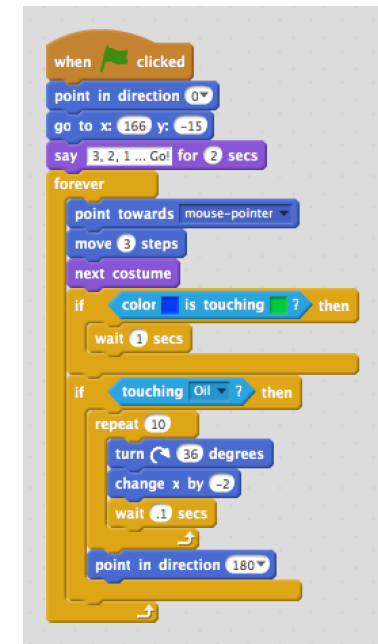 when clicked
point in direction 0
go to x: 166 y: -15
say 3, 2, 1 ... Go! for 2 secs
forever
point towards mouse-pointer
move 3 steps
next costume
if color is touching ? then
wait 1 secs
if touching Oil ? then
repeat 10
turn 36 degrees
change x by -2
wait .1 secs
point in direction 180